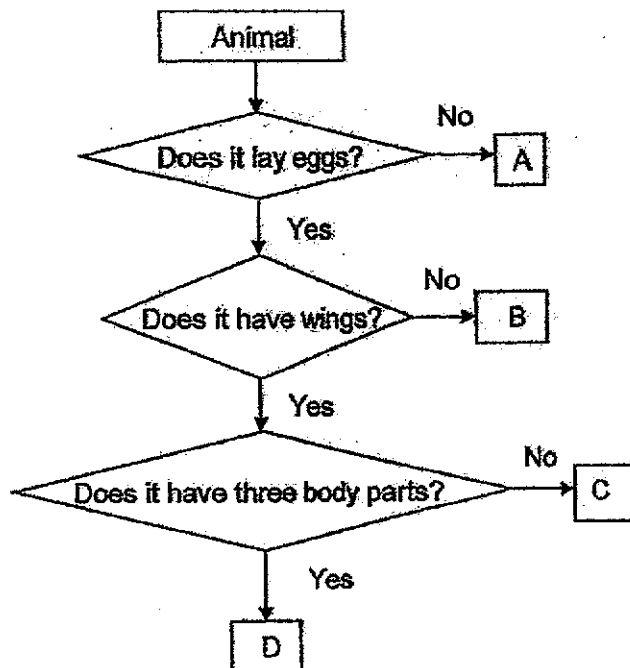 Animal
No
Does it lay eggs?
A
Yes
No
Does it have wings?
B
Yes
No
Does it have three body parts?
C
Yes
D